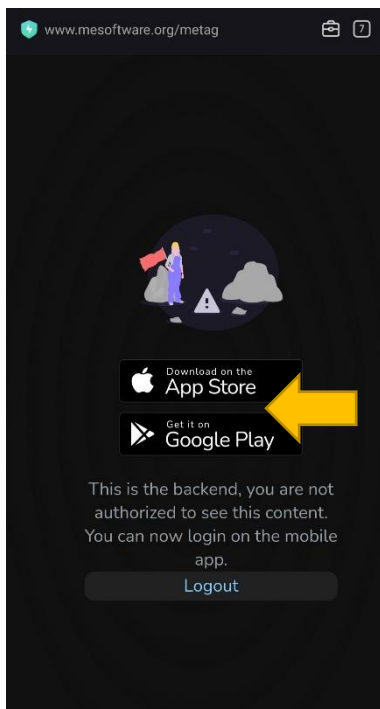 www.mesoftware.org/metag
7
Download on the
App Store
Get it on
Google Play
This is the backend, you are not
authorized to see this content.
You can now login on the mobile
app.
Logout